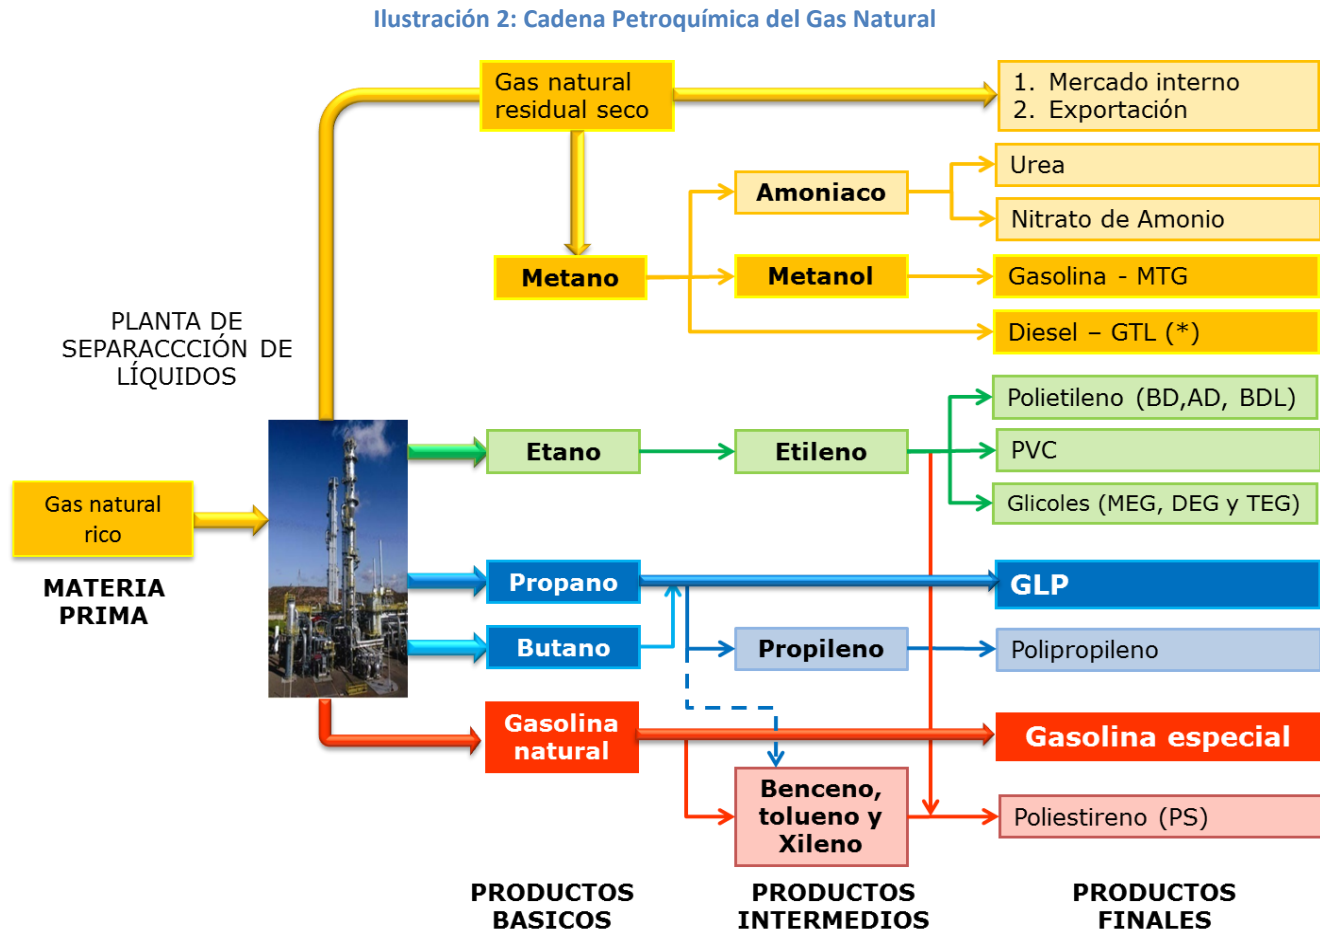 Ilustración 2: Cadena Petroquímica del Gas Natural
Gas natural
residual seco
1. Mercado interno
2. Exportación
Urea
Amoniaco
Nitrato de Amonio
Metano
Metanol
Gasolina - MTG
Diesel – GTL (*)
PLANTA DE
SEPARACCCIÓN DE
LÍQUIDOS
Polietileno (BD,AD, BDL)
Etano
Etileno
PVC
Glicoles (MEG, DEG y TEG)
Gas natural
rico
MATERIA
PRIMA
Propano
GLP
Butano
Propileno
Polipropileno
Gasolina
natural
Gasolina especial
Benceno,
tolueno y
Xileno
Poliestireno (PS)
PRODUCTOS
BASICOS
PRODUCTOS
INTERMEDIOS
PRODUCTOS
FINALES